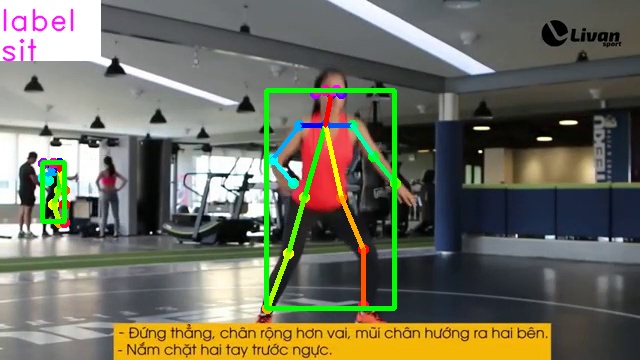 label
sit
Livan
sport
UDEFIT
- Đứng thẳng, chân rộng hơn vai, mũi chân hướng ra hai bên.
- Nắm chặt hai tay trước ngực.